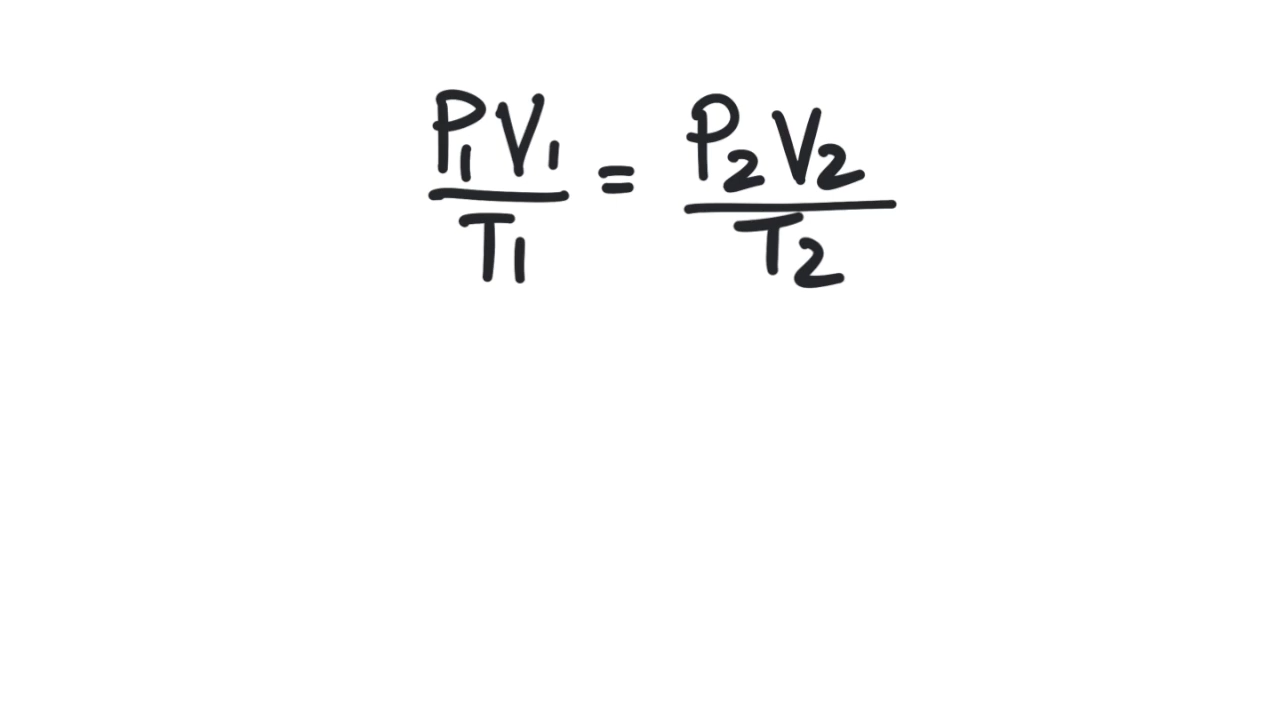 P₁V₁/T₁ = P₂V₂/T₂